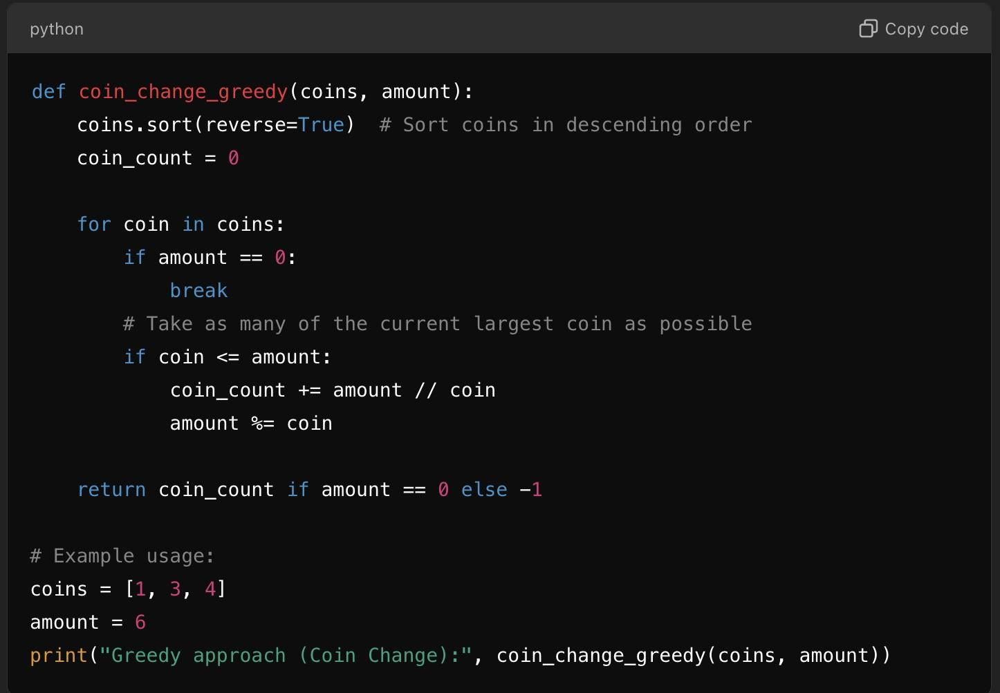 python
Copy code
def coin_change_greedy(coins, amount):
    coins.sort(reverse=True)  # Sort coins in descending order
    coin_count = 0

    for coin in coins:
        if amount == 0:
            break
        # Take as many of the current largest coin as possible
        if coin <= amount:
            coin_count += amount // coin
            amount %= coin

    return coin_count if amount == 0 else -1

# Example usage:
coins = [1, 3, 4]
amount = 6
print("Greedy approach (Coin Change):", coin_change_greedy(coins, amount))